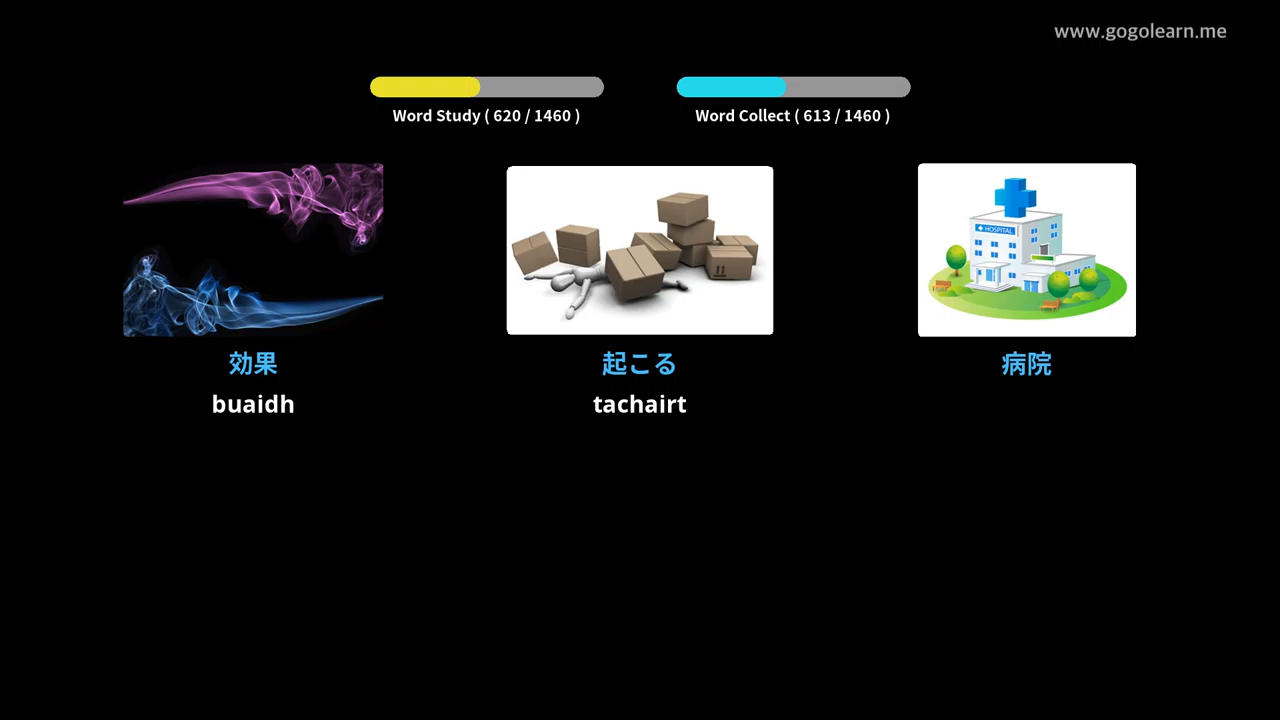 www.gogolearn.me
Word Study ( 620 / 1460 )
Word Collect ( 613 / 1460 )
HOSPITAL
効果
起こる
病院
buaidh
tachairt